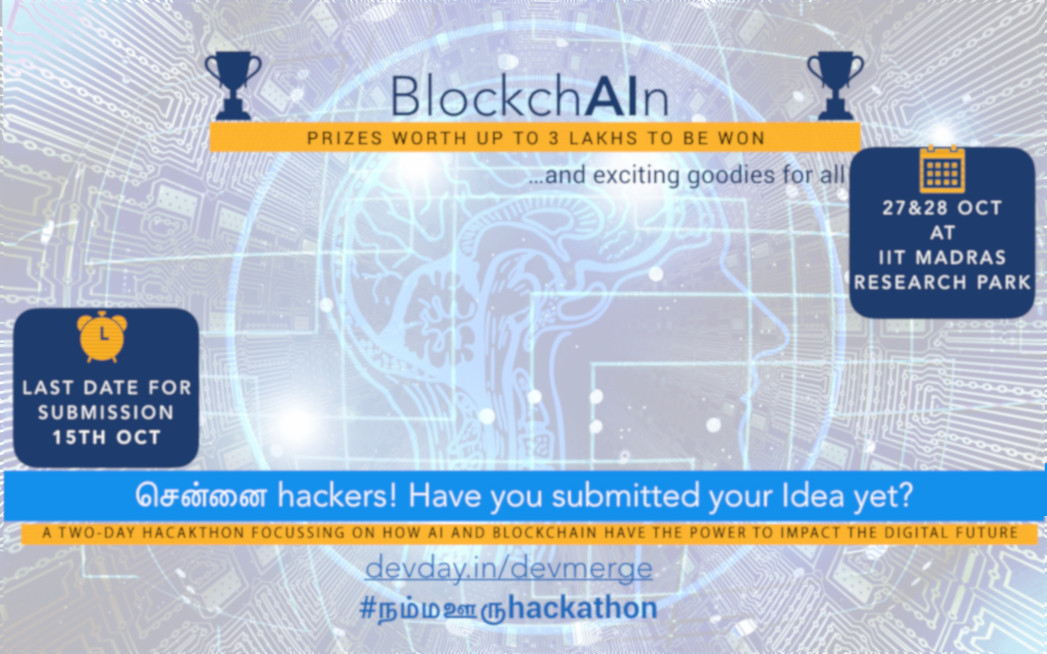 BlockchAIn
PRIZES WORTH UP TO 3 LAKHS TO BE WON
...and exciting goodies for all
27&28 OCT
AT
IIT MADRAS
RESEARCH PARK
LAST DATE FOR
SUBMISSION
15TH OCT
சென்னை hackers! Have you submitted your Idea yet?
A TWO-DAY HACAKTHON FOCUSSING ON HOW AI AND BLOCKCHAIN HAVE THE POWER TO IMPACT THE DIGITAL FUTURE
devday.in/devmerge
#நம்மஊருhackathon